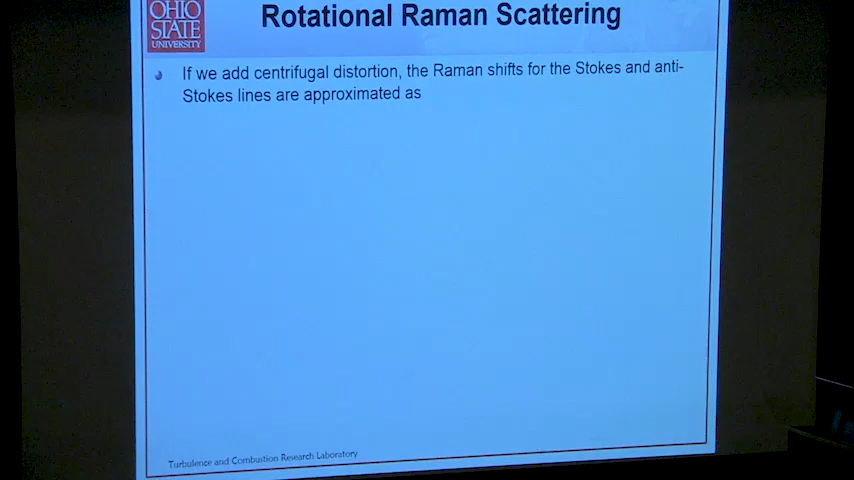 OHIO
STATE
UNIVERSITY
Rotational Raman Scattering
If we add centrifugal distortion, the Raman shifts for the Stokes and anti-
Stokes lines are approximated as
Turbulence and Combustion Research Laboratory